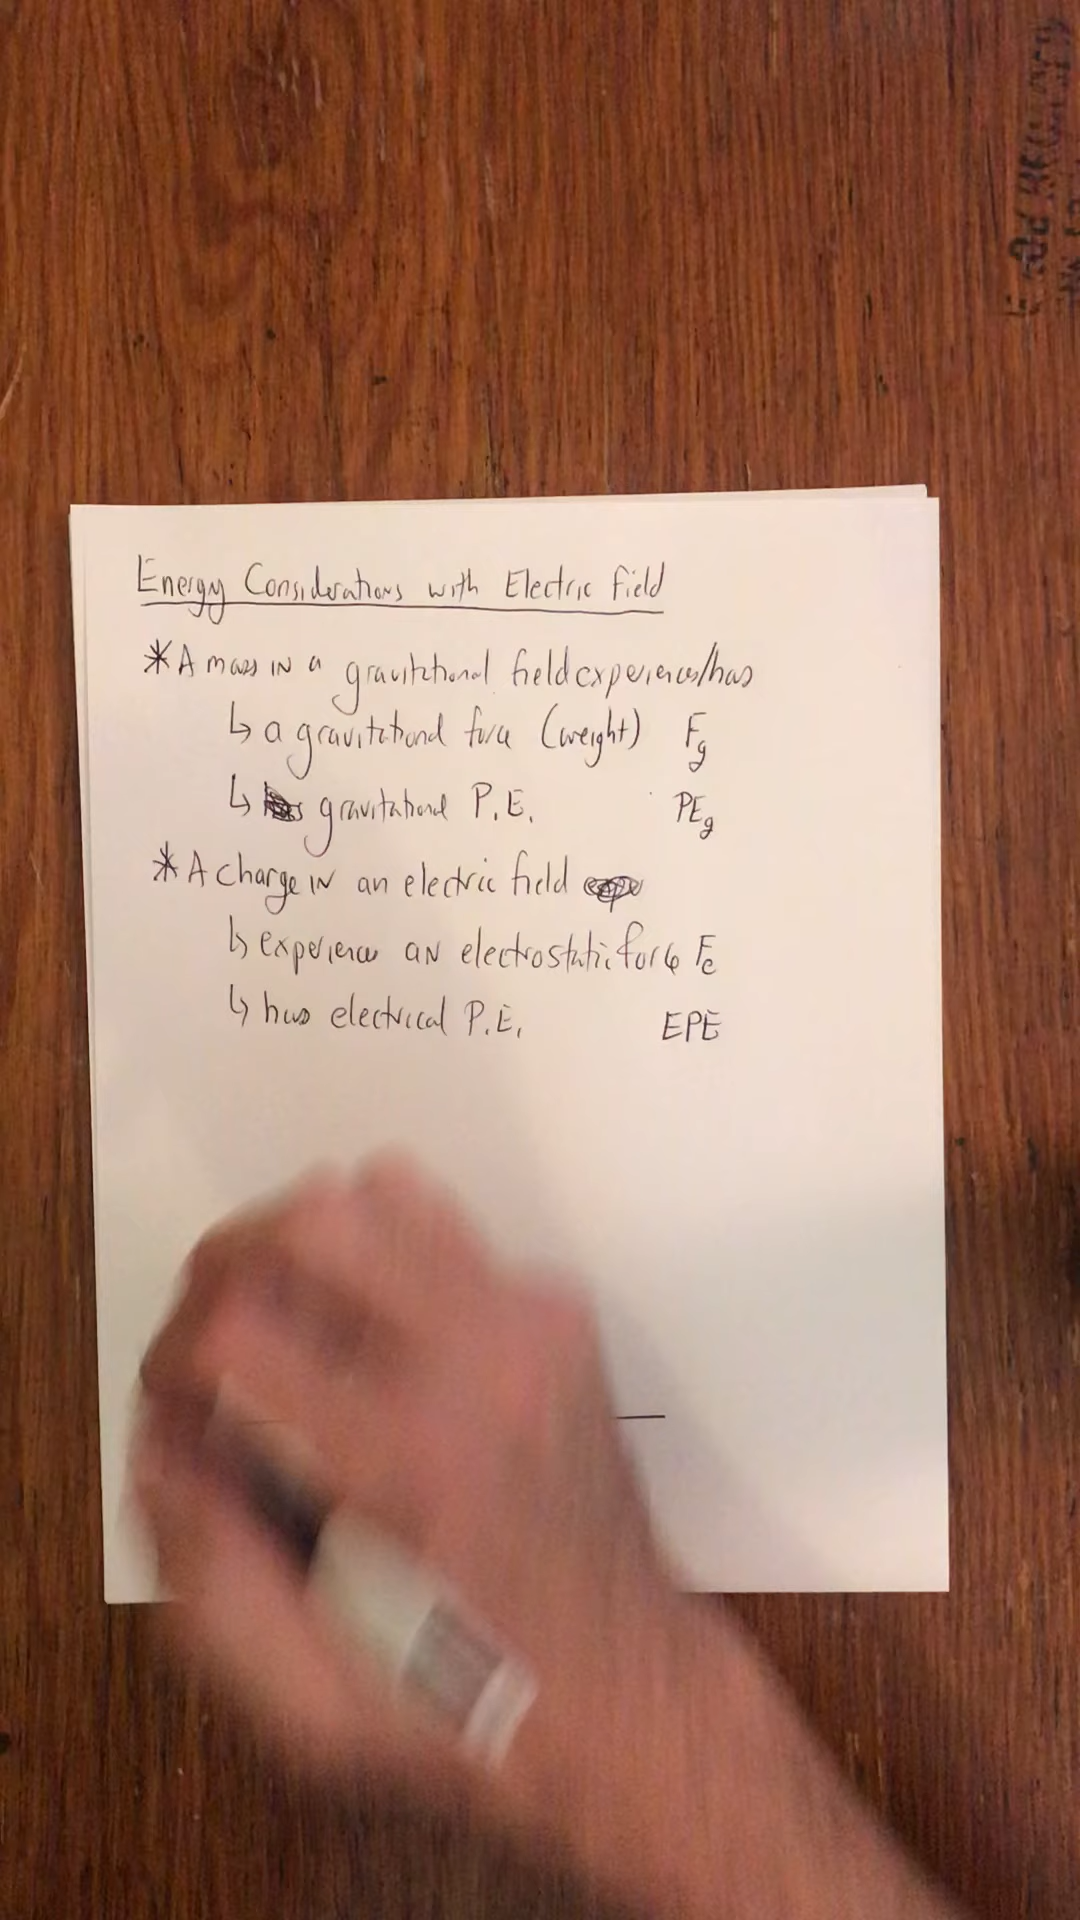 Energy Considerations with Electric Field
* A mass in a gravitational field experiences/has
↳ a gravitational force (weight) Fg
↳ gravitational P.E. PEg
* A charge in an electric field
↳ experiences an electrostatic force Fe
↳ has electrical P.E. EPE